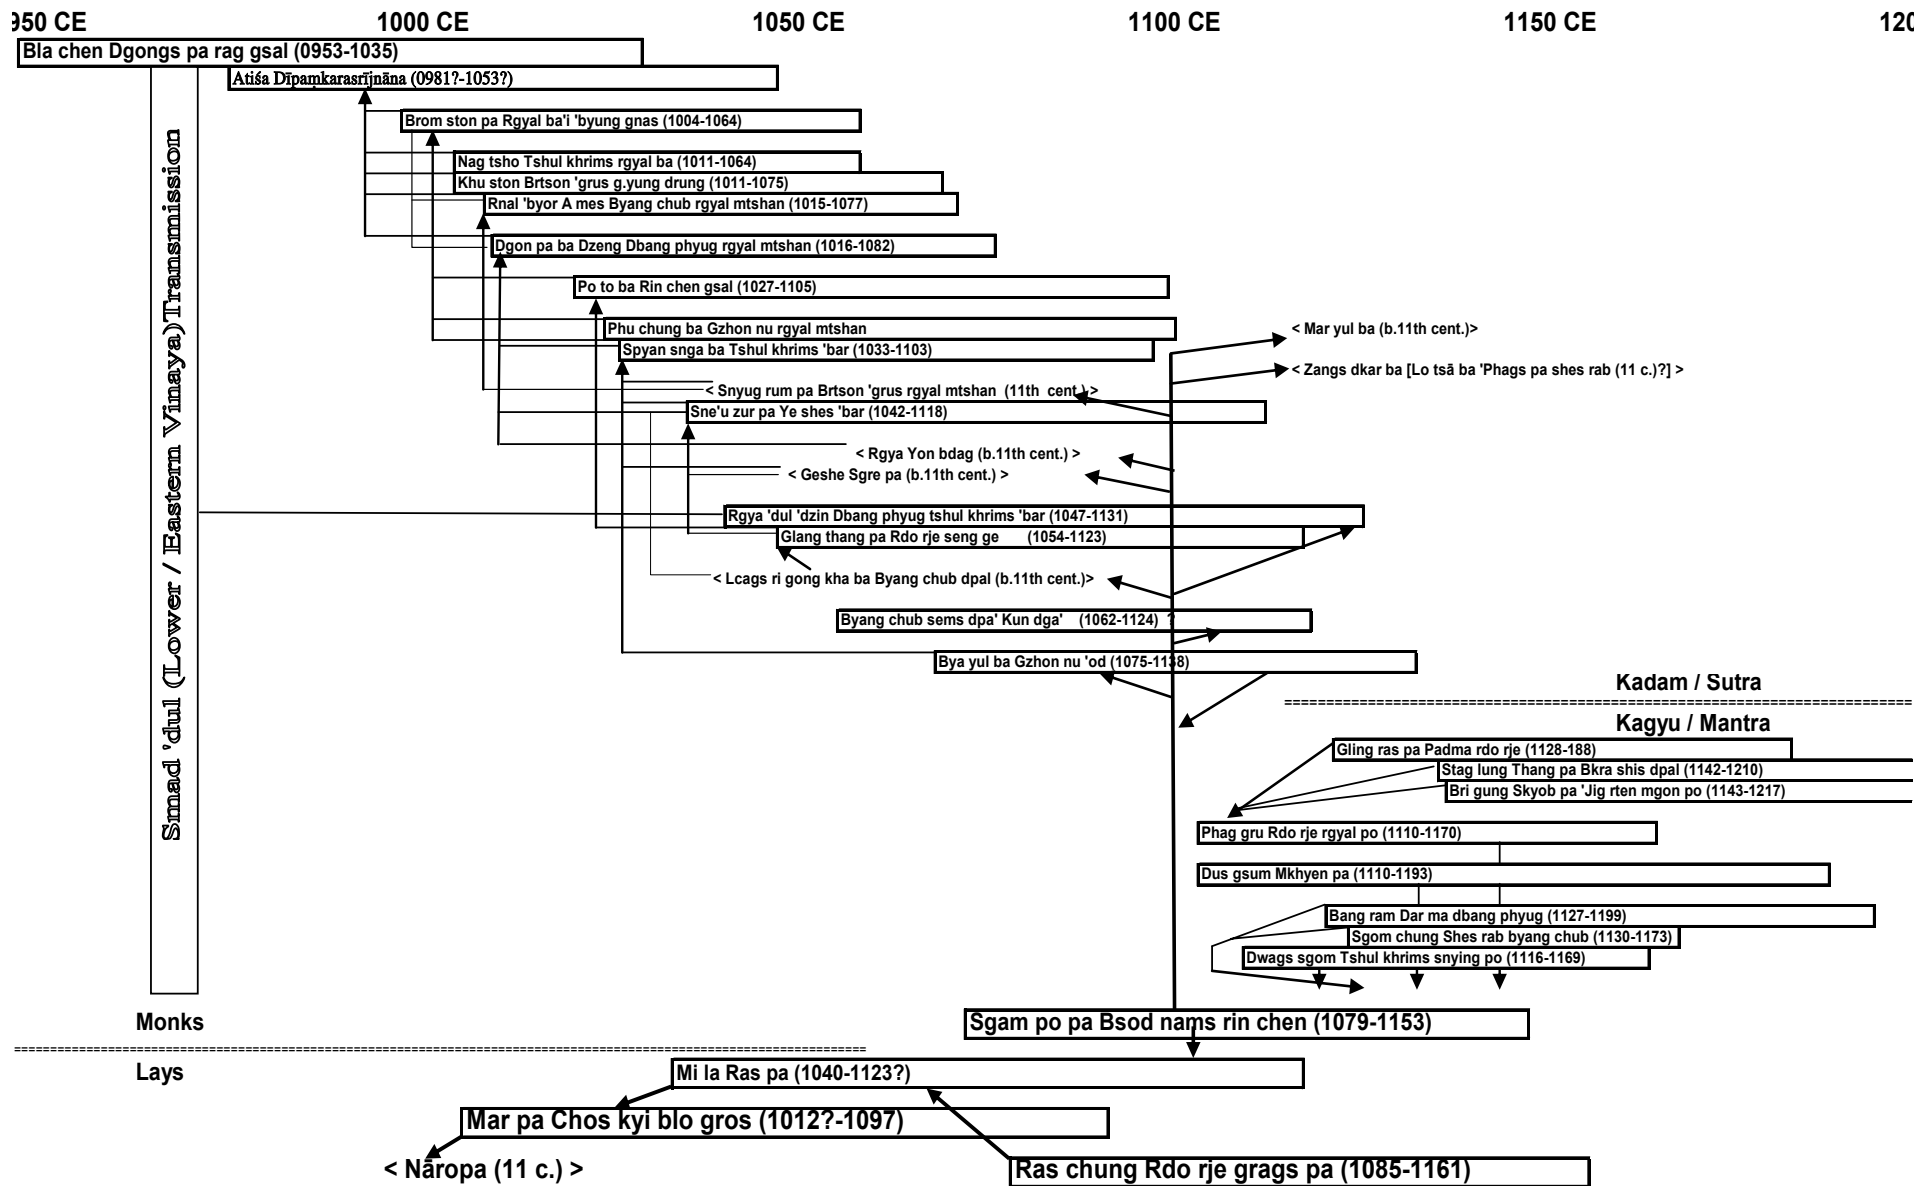 950 CE 1000 CE 1050 CE 1100 CE 1150 CE 120
Bla chen Dgongs pa rag gsal (0953-1035)
Atiśa Dīpaṃkarasrījnāna (0981?-1053?)
Smad 'dul (Lower / Eastern Vinaya)Transmission
Brom ston pa Rgyal ba'i 'byung gnas (1004-1064)
Nag tsho Tshul khrims rgyal ba (1011-1064)
Khu ston Brtson 'grus g.yung drung (1011-1075)
Rnal 'byor A mes Byang chub rgyal mtshan (1015-1077)
Dgon pa ba Dzeng Dbang phyug rgyal mtshan (1016-1082)
Po to ba Rin chen gsal (1027-1105)
Phu chung ba Gzhon nu rgyal mtshan
< Mar yul ba (b.11th cent.)>
Spyan snga ba Tshul khrims 'bar (1033-1103)
< Zangs dkar ba [Lo tsā ba 'Phags pa shes rab (11 c.)?] >
< Snyug rum pa Brtson 'grus rgyal mtshan (11th cent.) >
Sne'u zur pa Ye shes 'bar (1042-1118)
< Rgya Yon bdag (b.11th cent.) >
< Geshe Sgre pa (b.11th cent.) >
Rgya 'dul 'dzin Dbang phyug tshul khrims 'bar (1047-1131)
Glang thang pa Rdo rje seng ge (1054-1123)
< Lcags ri gong kha ba Byang chub dpal (b.11th cent.)>
Byang chub sems dpa' Kun dga' (1062-1124) ?
Bya yul ba Gzhon nu 'od (1075-1138)
Kadam / Sutra
===
Kagyu / Mantra
Gling ras pa Padma rdo rje (1128-188)
Stag lung Thang pa Bkra shis dpal (1142-1210)
Bri gung Skyob pa 'Jig rten mgon po (1143-1217)
Phag gru Rdo rje rgyal po (1110-1170)
Dus gsum Mkhyen pa (1110-1193)
Bang ram Dar ma dbang phyug (1127-1199)
Sgom chung Shes rab byang chub (1130-1173)
Dwags sgom Tshul khrims snying po (1116-1169)
Monks
Sgam po pa Bsod nams rin chen (1079-1153)
===
Lays
Mi la Ras pa (1040-1123?)
Mar pa Chos kyi blo gros (1012?-1097)
< Nāropa (11 c.) >
Ras chung Rdo rje grags pa (1085-1161)